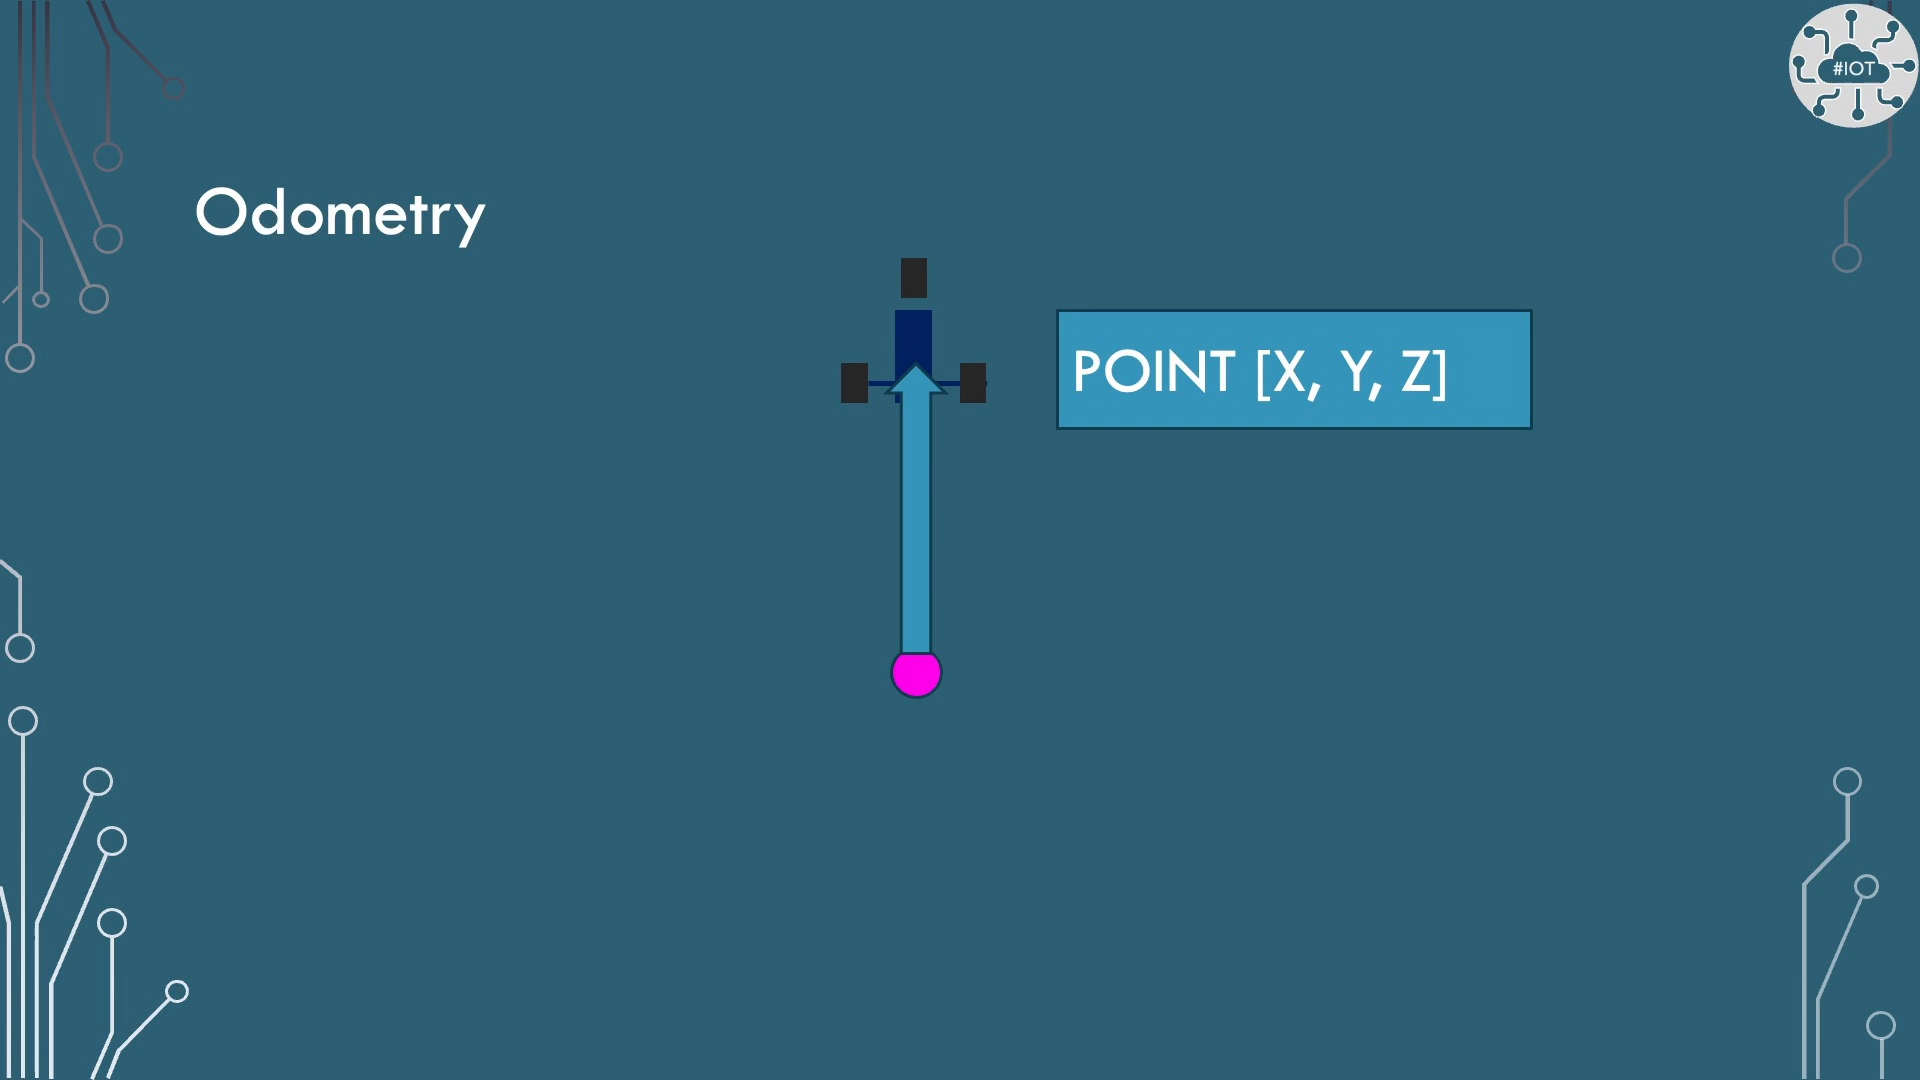 #IOT
Odometry
POINT [X, Y, Z]